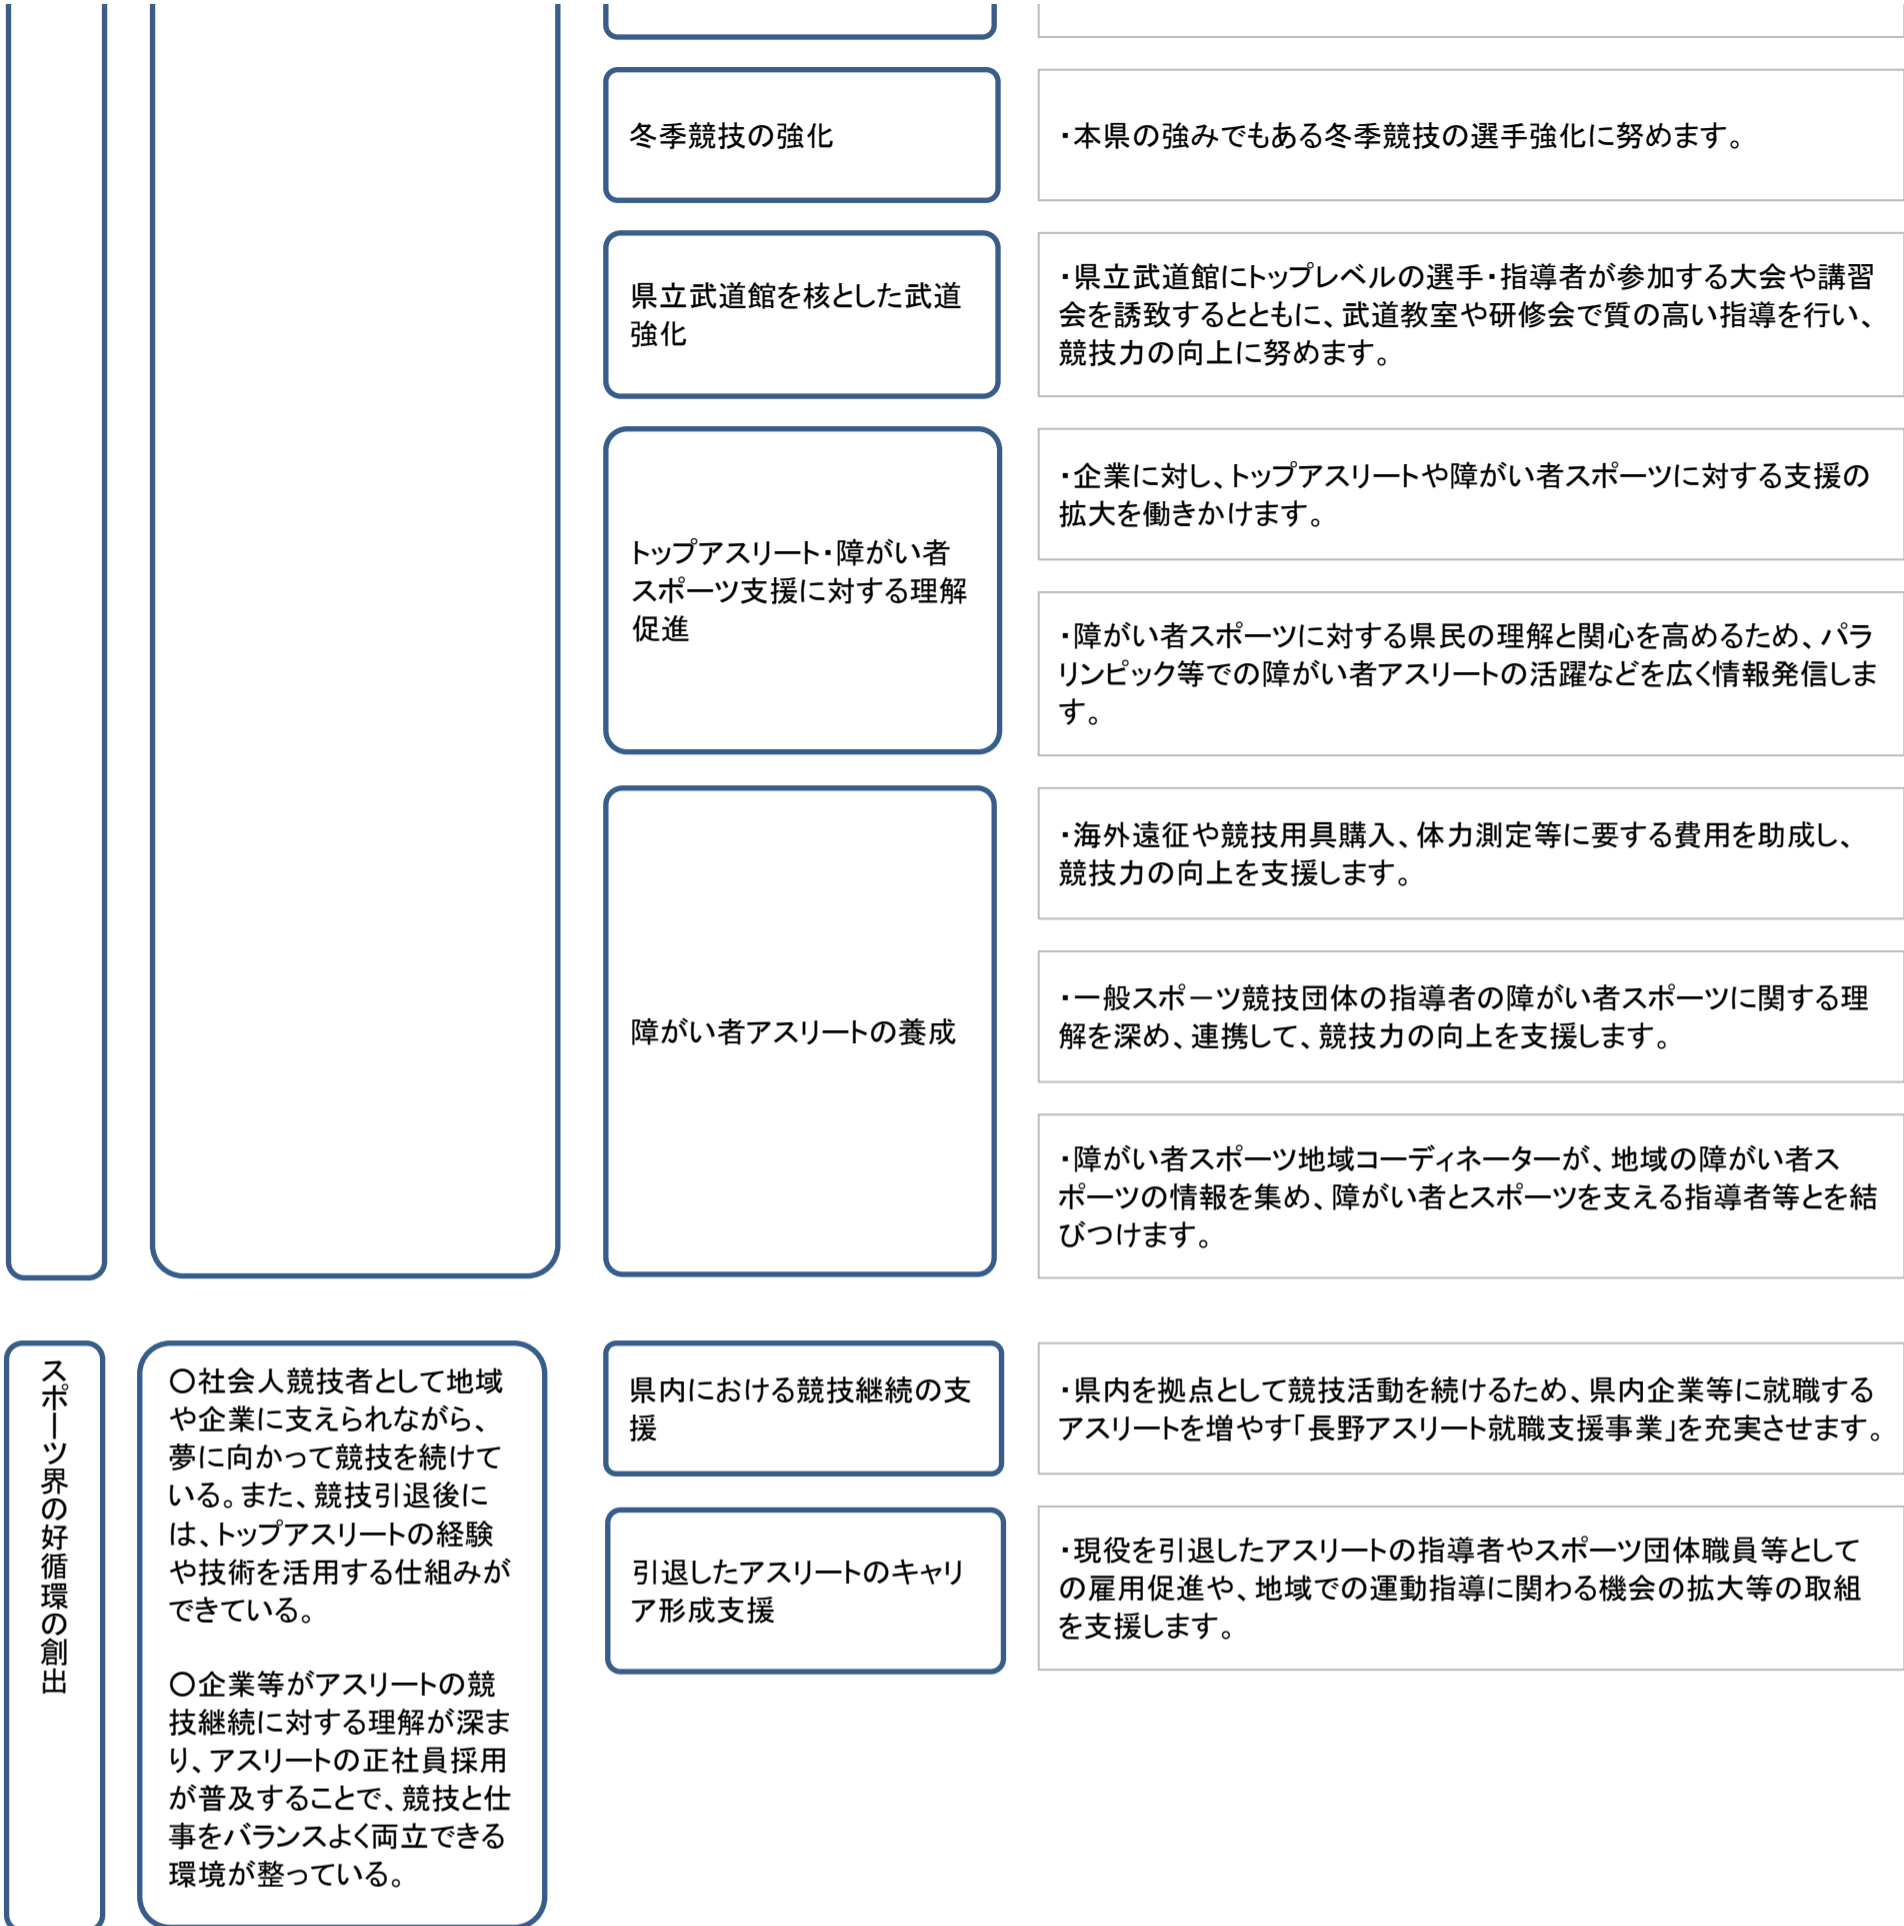 冬季競技の強化
・本県の強みでもある冬季競技の選手強化に努めます。
県立武道館を核とした武道
強化
・県立武道館にトップレベルの選手・指導者が参加する大会や講習
会を誘致するとともに、武道教室や研修会で質の高い指導を行い、
競技力の向上に努めます。
トップアスリート・障がい者
スポーツ支援に対する理解
促進
・企業に対し、トップアスリートや障がい者スポーツに対する支援の
拡大を働きかけます。
・障がい者スポーツに対する県民の理解と関心を高めるため、パラ
リンピック等での障がい者アスリートの活躍などを広く情報発信しま
す。
障がい者アスリートの養成
・海外遠征や競技用具購入、体力測定等に要する費用を助成し、
競技力の向上を支援します。
・一般スポーツ競技団体の指導者の障がい者スポーツに関する理
解を深め、連携して、競技力の向上を支援します。
・障がい者スポーツ地域コーディネーターが、地域の障がい者ス
ポーツの情報を集め、障がい者とスポーツを支える指導者等とを結
びつけます。
スポーツ界の好循環の創出
○社会人競技者として地域
や企業に支えられながら、
夢に向かって競技を続けて
いる。また、競技引退後に
は、トップアスリートの経験
や技術を活用する仕組みが
できている。
○企業等がアスリートの競
技継続に対する理解が深ま
り、アスリートの正社員採用
が普及することで、競技と仕
事をバランスよく両立できる
環境が整っている。
県内における競技継続の支
援
・県内を拠点として競技活動を続けるため、県内企業等に就職する
アスリートを増やす「長野アスリート就職支援事業」を充実させます。
引退したアスリートのキャリ
ア形成支援
・現役を引退したアスリートの指導者やスポーツ団体職員等として
の雇用促進や、地域での運動指導に関わる機会の拡大等の取組
を支援します。